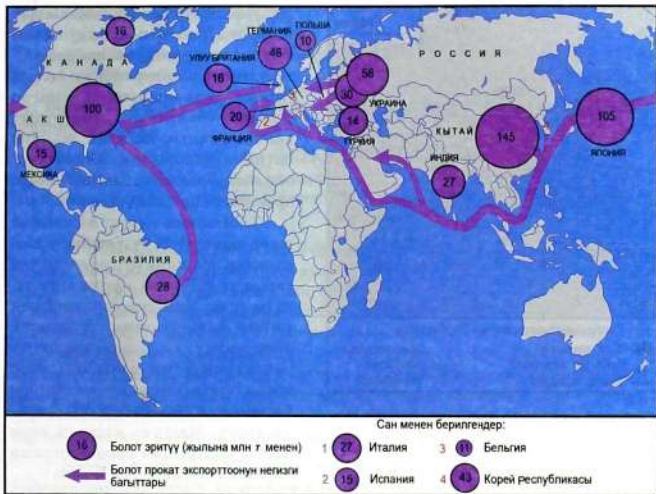 16
КАНАДА
УЛУУ БРИТАНИЯ
16
ГЕРМАНИЯ
46
ПОЛЬША
10
РОССИЯ
58
30
УКРАИНА
АКШ
100
20
ФРАНЦИЯ
14
ТҮРКИЯ
КЫТАЙ
145
105
ЯПОНИЯ
15
МЕКСИКА
ИНДИЯ
27
БРАЗИЛИЯ
28
Сан менен берилгендер:
16 Болот эритүү (жылына млн т менен)
1 27 Италия
3 11 Бельгия
Болот прокат экспорттоонун негизги
багыттары
2 15 Испания
4 43 Корей Республикасы